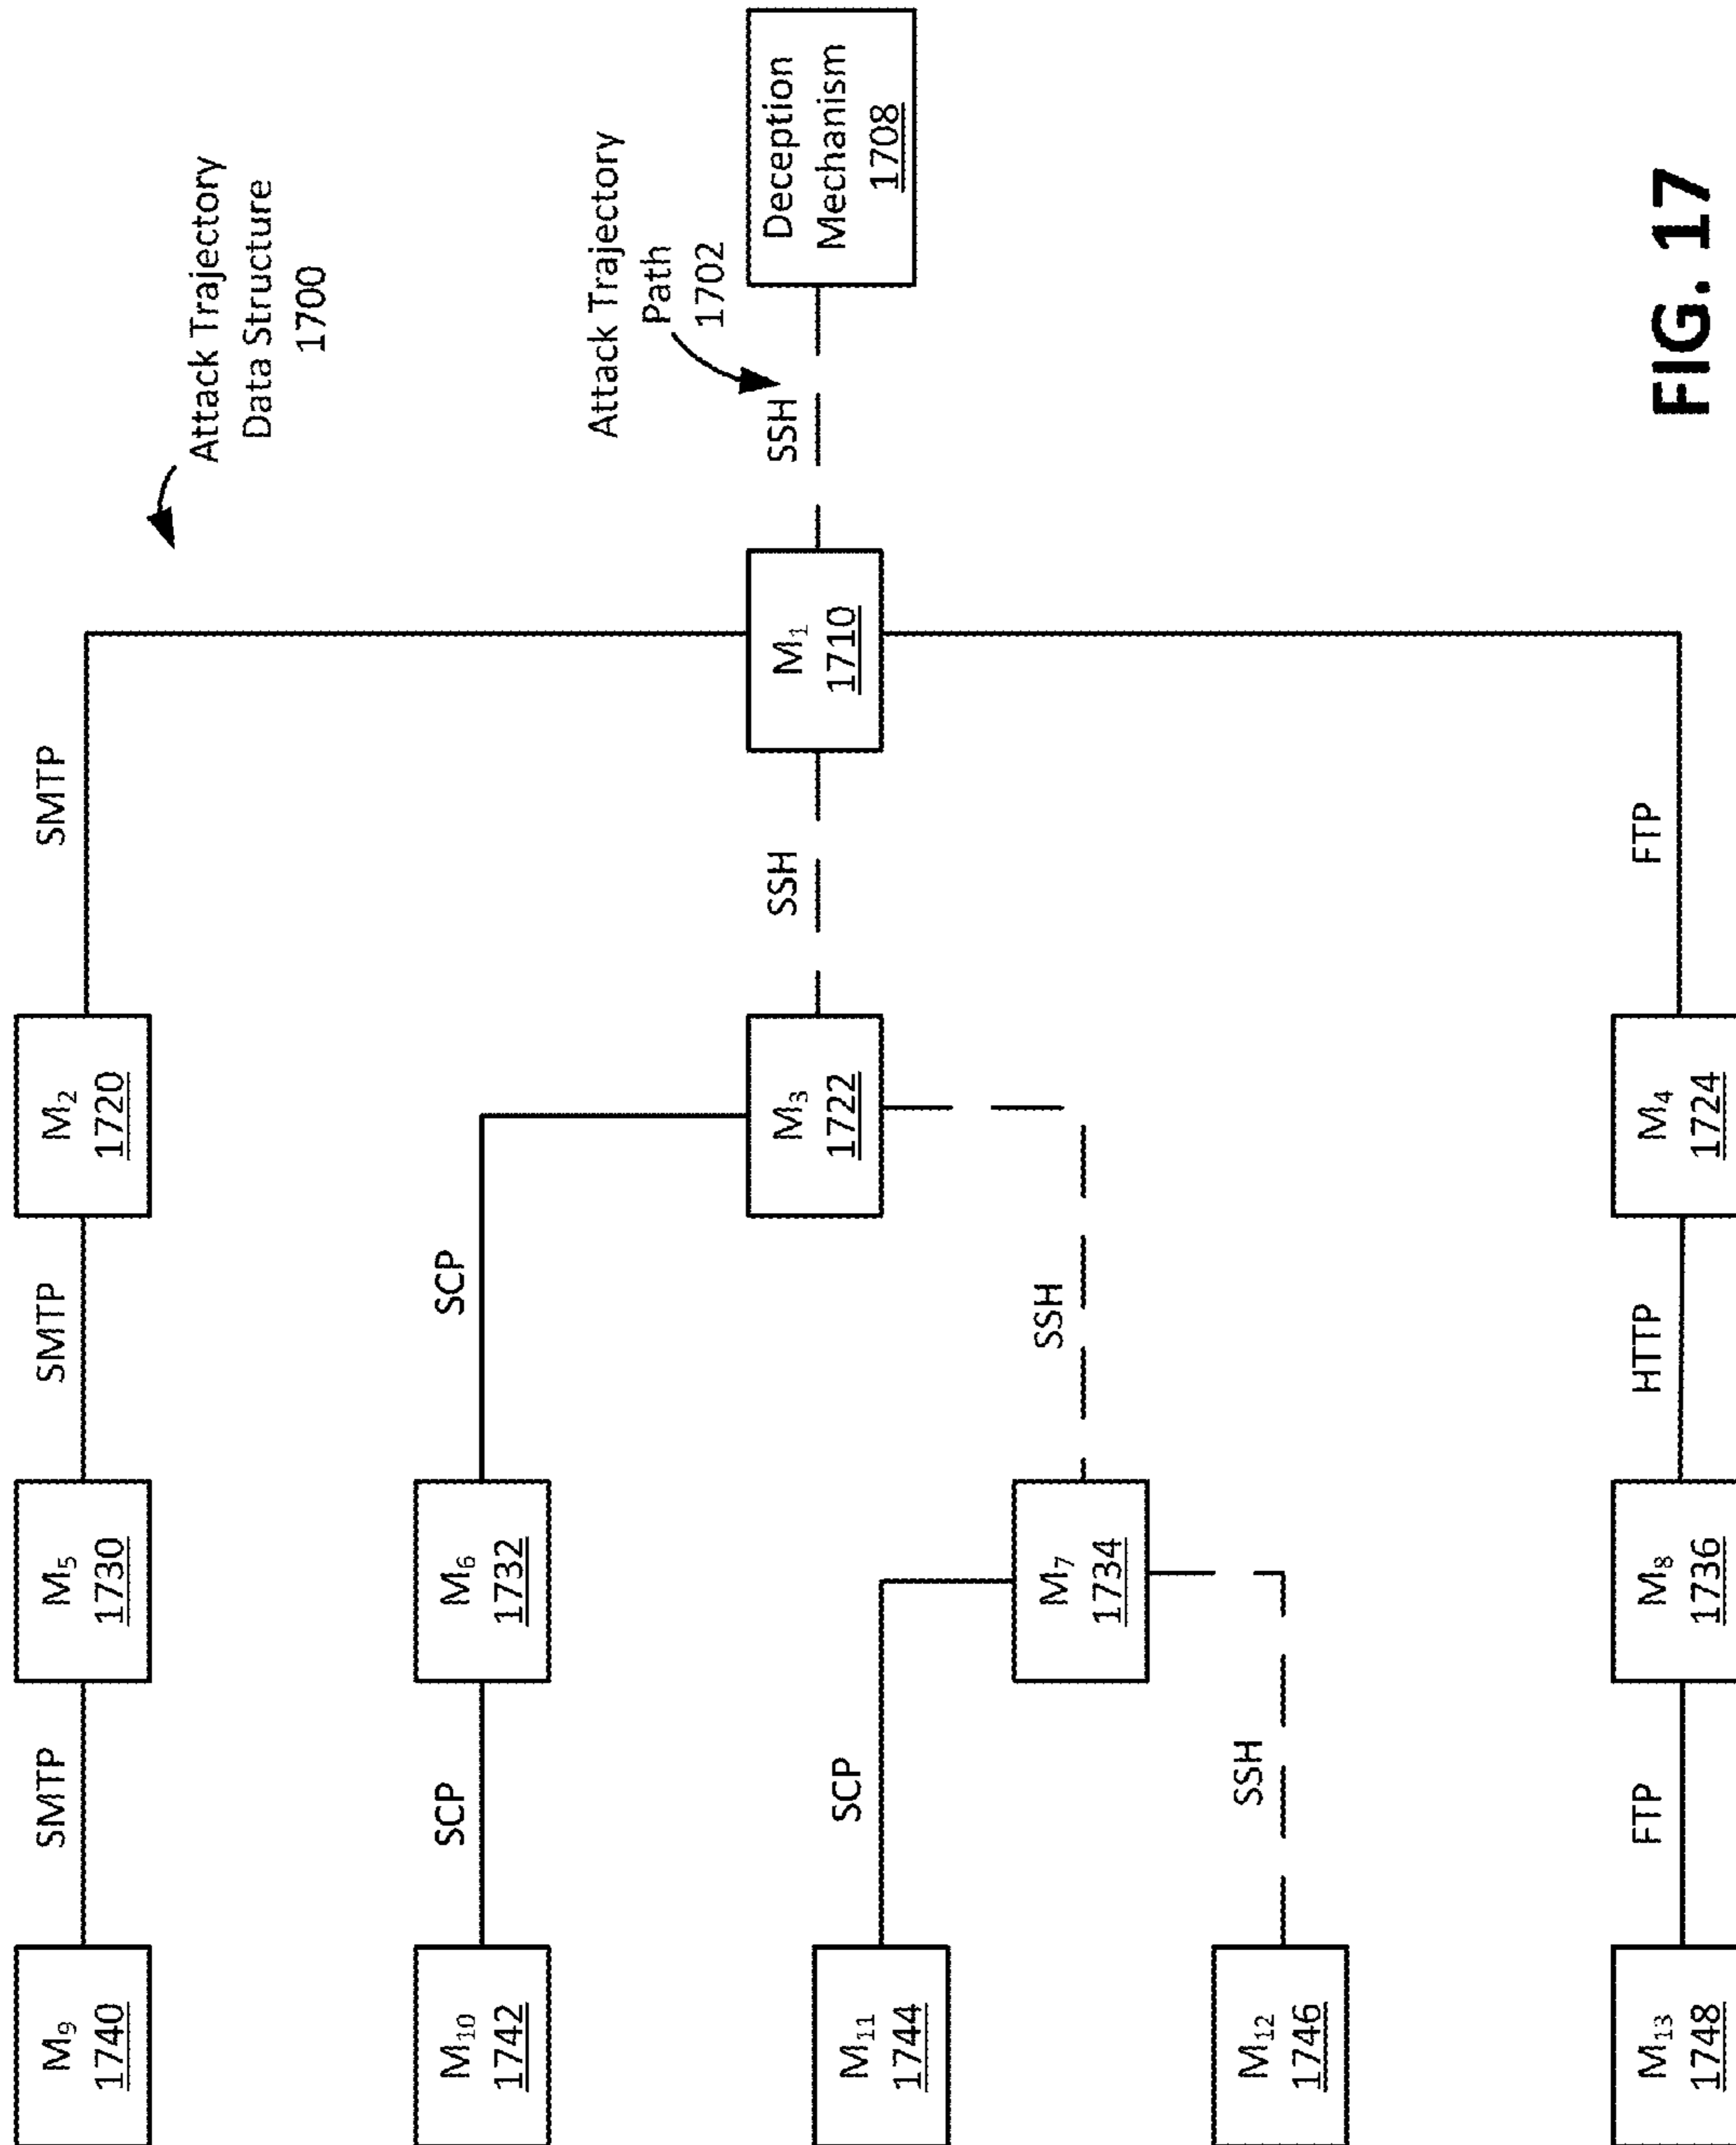 Attack Trajectory
Data Structure
1700
Attack Trajectory
Path
1702
M9
1740
SMTP
M5
1730
SMTP
M2
1720
SMTP
M10
1742
SCP
M6
1732
SCP
M11
1744
SCP
M7
1734
SSH
M3
1722
SSH
M1
1710
SSH
Deception
Mechanism
1708
M12
1746
SSH
M13
1748
FTP
M8
1736
HTTP
M4
1724
FTP
FIG. 17